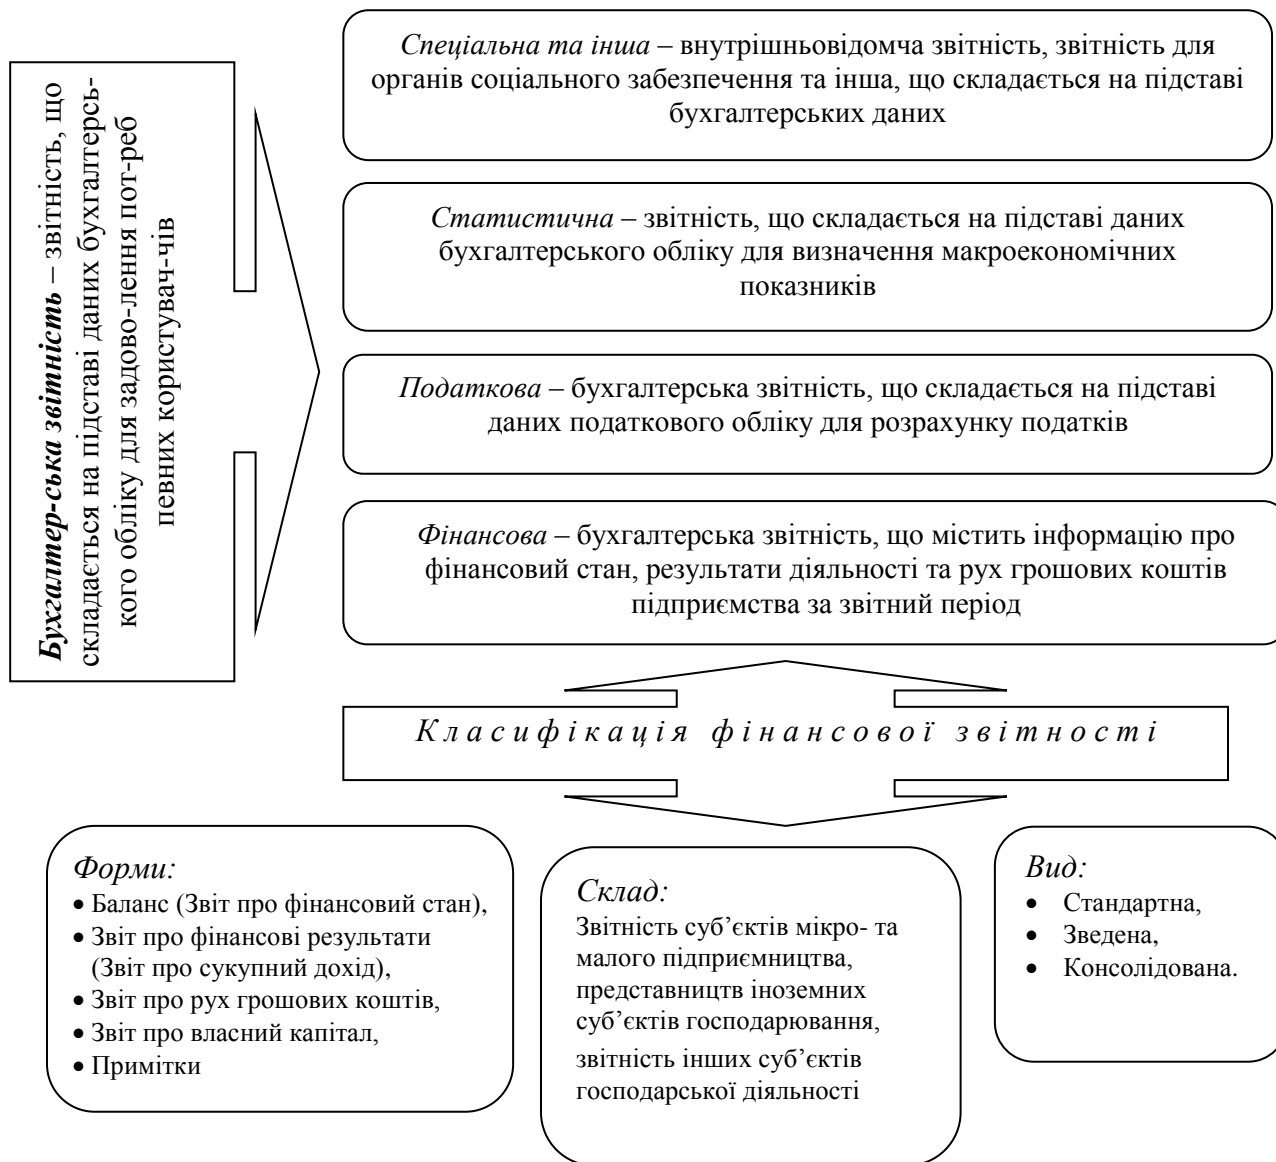 Бухгалтер-ська звітність – звітність, що
складається на підставі даних бухгалтерсь-
кого обліку для задово-лення пот-реб
певних користувач-чів
Спеціальна та інша – внутрішньовідомча звітність, звітність для
органів соціального забезпечення та інша, що складається на підставі
бухгалтерських даних
Статистична – звітність, що складається на підставі даних
бухгалтерського обліку для визначення макроекономічних
показників
Податкова – бухгалтерська звітність, що складається на підставі
даних податкового обліку для розрахунку податків
Фінансова – бухгалтерська звітність, що містить інформацію про
фінансовий стан, результати діяльності та рух грошових коштів
підприємства за звітний період
Класифікація фінансової звітності
Форми:
• Баланс (Звіт про фінансовий стан),
• Звіт про фінансові результати
(Звіт про сукупний дохід),
• Звіт про рух грошових коштів,
• Звіт про власний капітал,
• Примітки
Склад:
Звітність суб’єктів мікро- та
малого підприємництва,
представництв іноземних
суб’єктів господарювання,
звітність інших суб’єктів
господарської діяльності
Вид:
• Стандартна,
• Зведена,
• Консолідована.